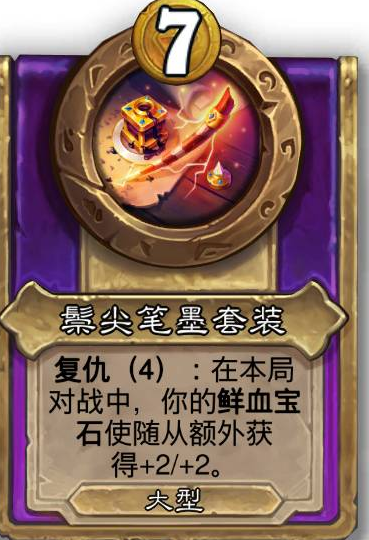 7
鬃尖笔墨套装
复仇（4）：在本局
对战中，你的鲜血宝
石使随从额外获
得+2/+2。
大型